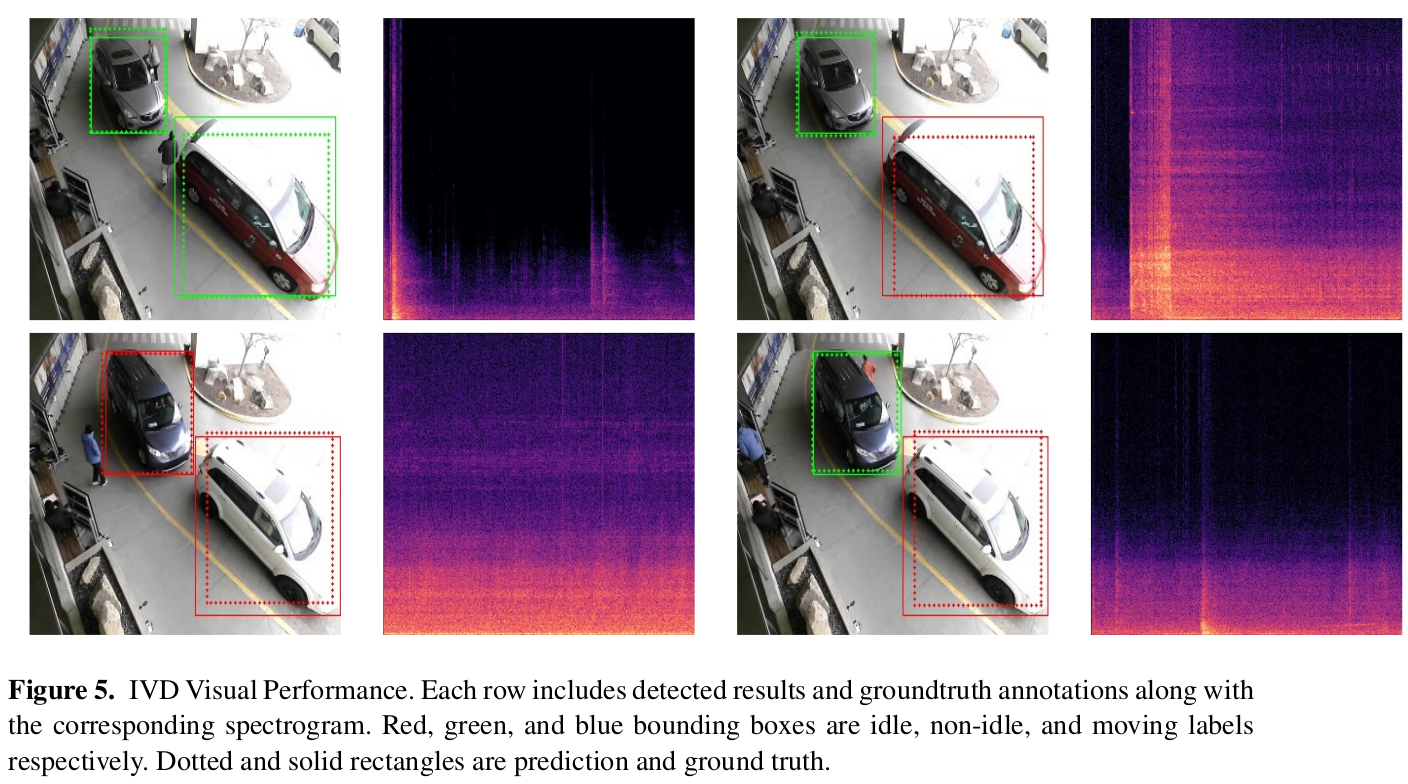 Figure 5. IVD Visual Performance. Each row includes detected results and groundtruth annotations along with
the corresponding spectrogram. Red, green, and blue bounding boxes are idle, non-idle, and moving labels
respectively. Dotted and solid rectangles are prediction and ground truth.